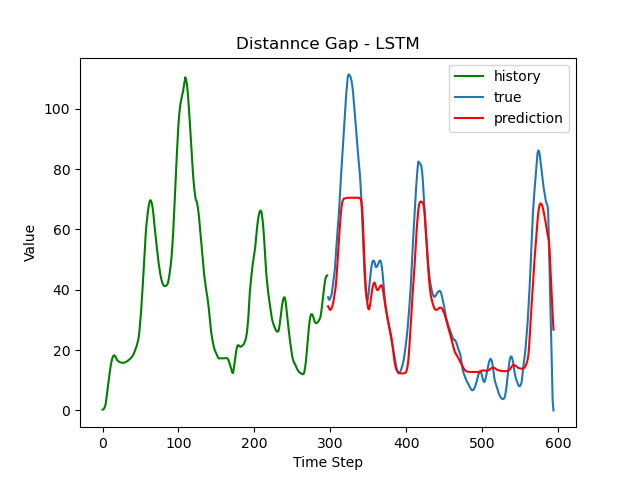 Distannce Gap - LSTM
history
true
prediction
Value
100
80
60
40
20
0
0 100 200 300 400 500 600
Time Step